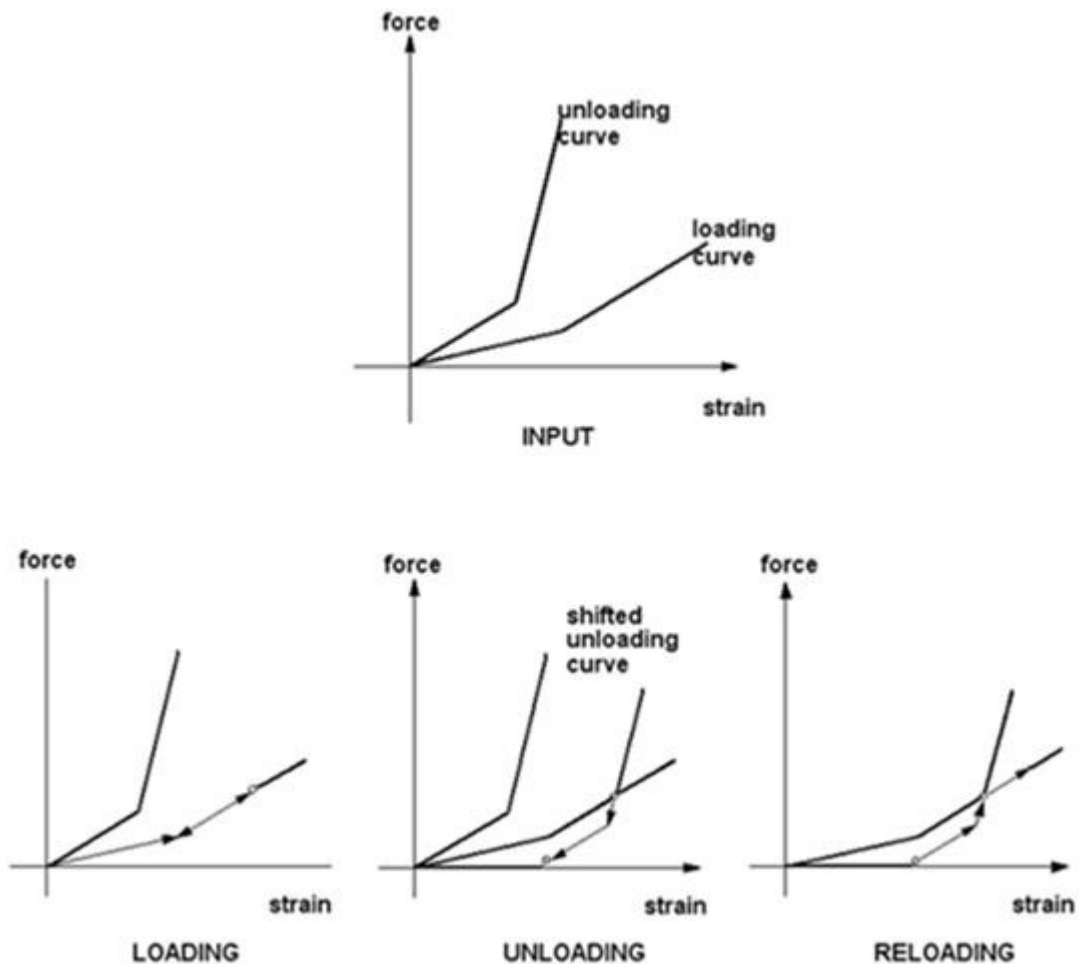 force
unloading
curve
loading
curve
strain
INPUT
force
strain
LOADING
force
shifted
unloading
curve
strain
UNLOADING
force
strain
RELOADING